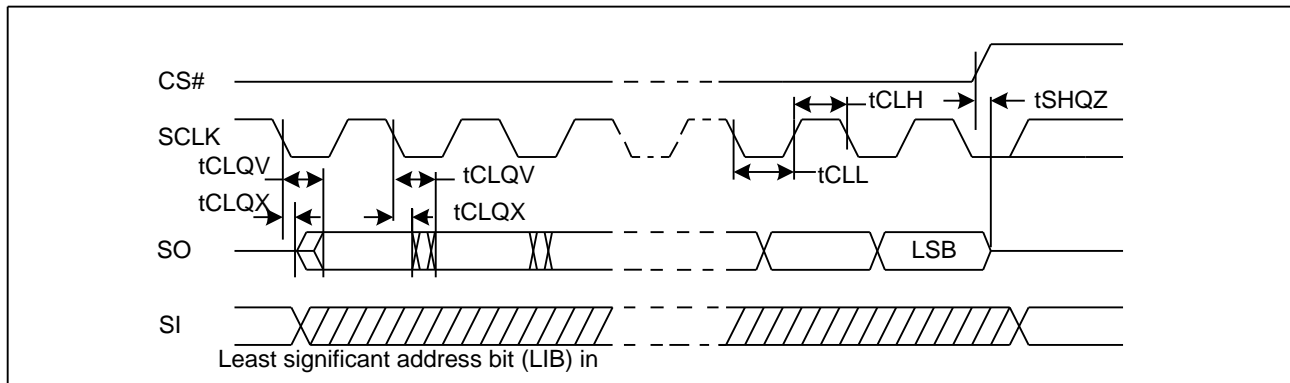 CS#
tCLH
tSHQZ
SCLK
tCLQV
tCLQV
tCLL
tCLQX
tCLQX
SO
LSB
SI
Least significant address bit (LIB) in